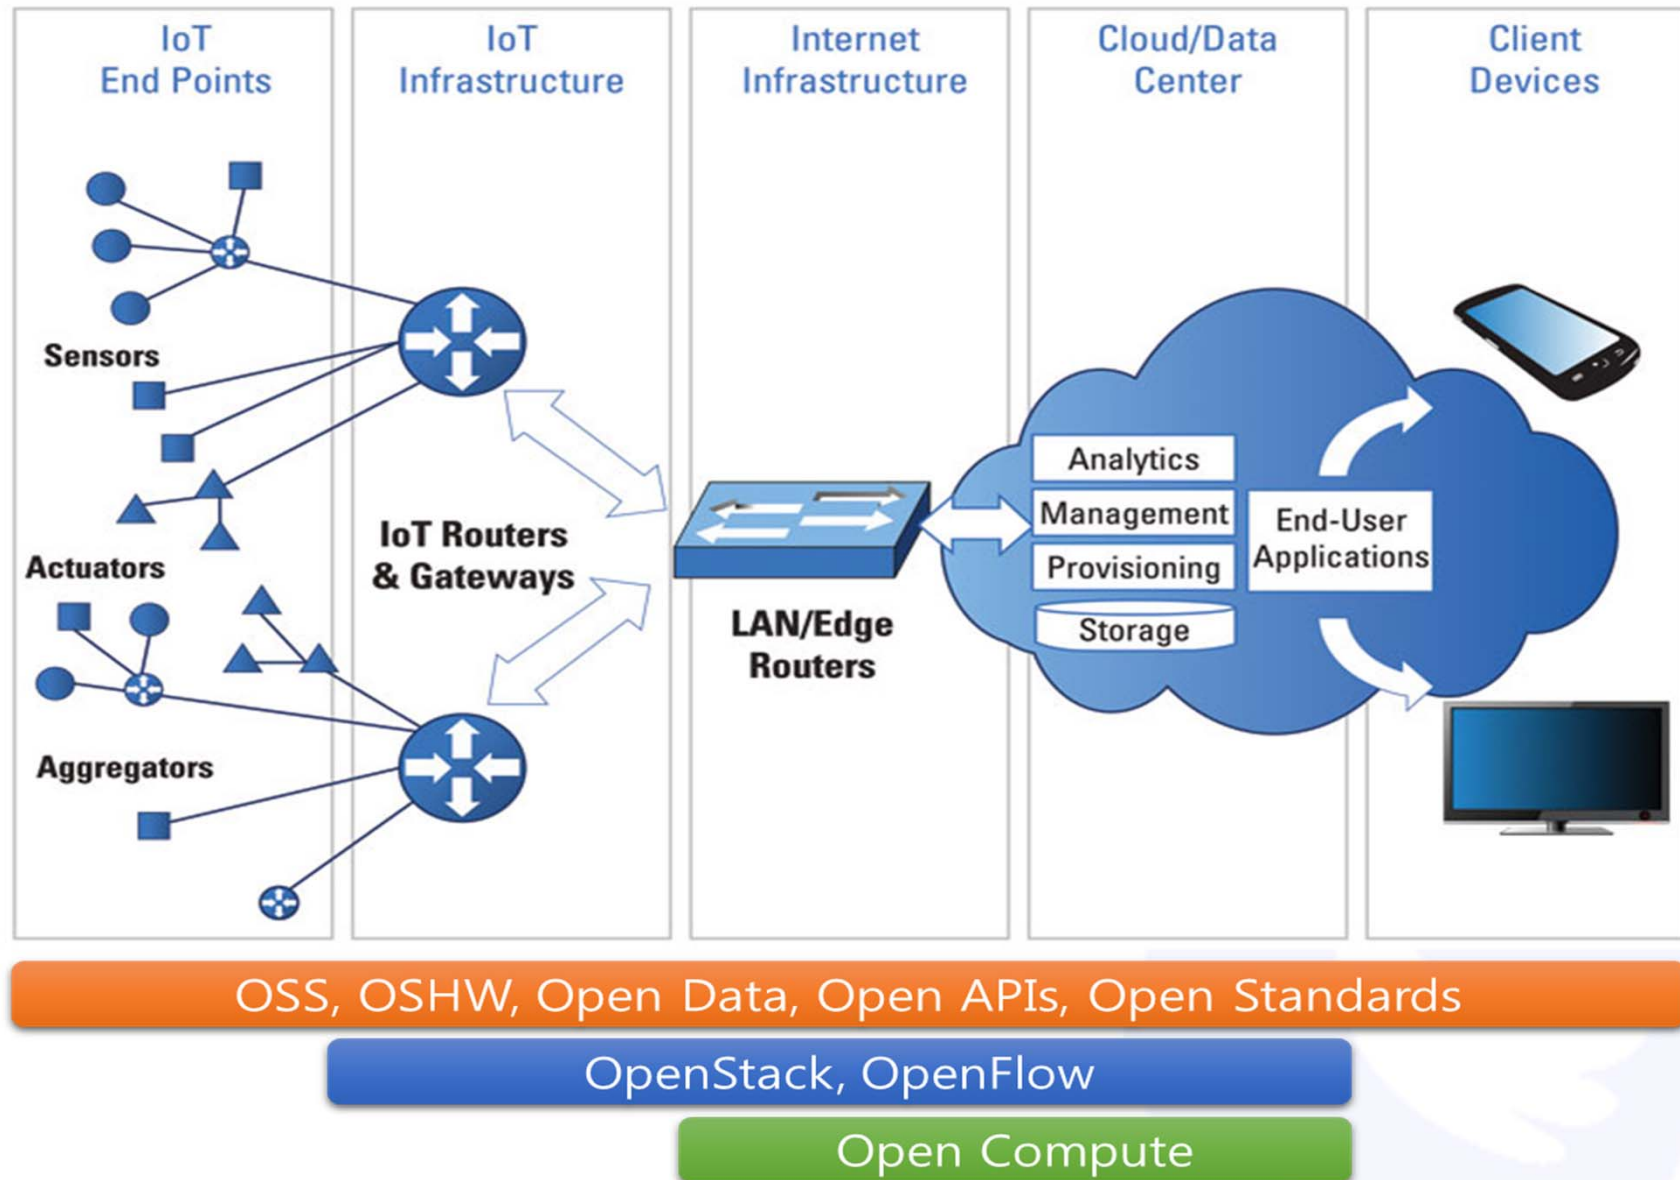 IoT
End Points
IoT
Infrastructure
Internet
Infrastructure
Cloud/Data
Center
Client
Devices
Sensors
Actuators
Aggregators
IoT Routers
& Gateways
LAN/Edge
Routers
Analytics
Management
Provisioning
Storage
End-User
Applications
OSS, OSHW, Open Data, Open APIs, Open Standards
OpenStack, OpenFlow
Open Compute